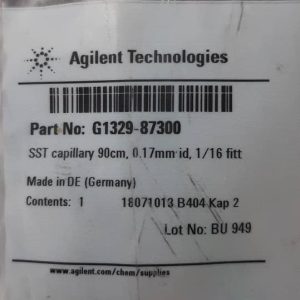 Agilent Technologies
Part No: G1329-87300
SST capillary 90cm, 0.17mm id, 1/16 fitt
Made in DE (Germany)
Contents: 1 18071013 B404 Kap 2
Lot No: BU 949
www.agilent.com/chem/supplies